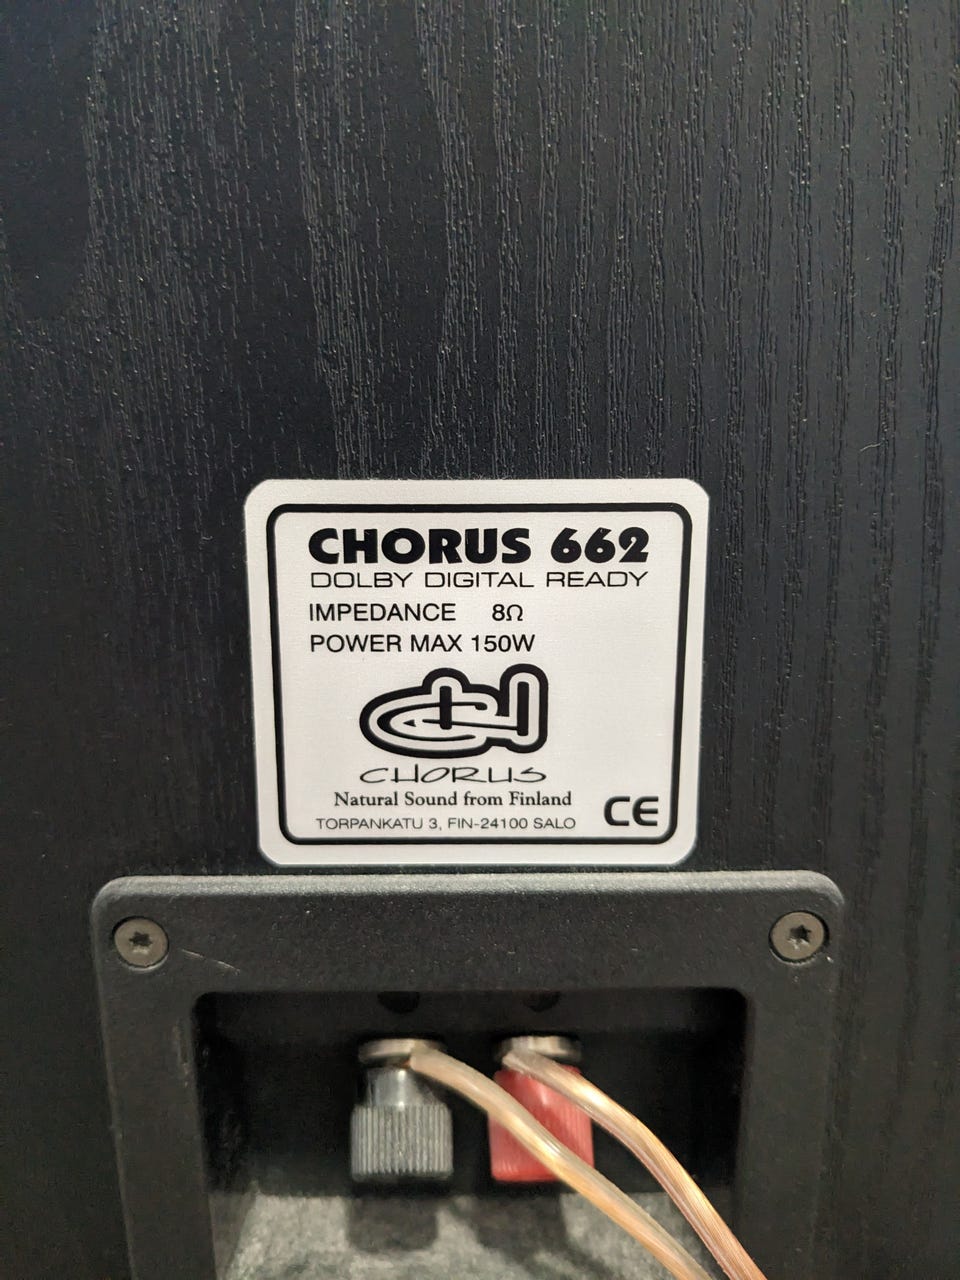 CHORUS 662
DOLBY DIGITAL READY
IMPEDANCE 8Ω
POWER MAX 150W
CHORUS
Natural Sound from Finland
TORPANKATU 3, FIN-24100 SALO
CE